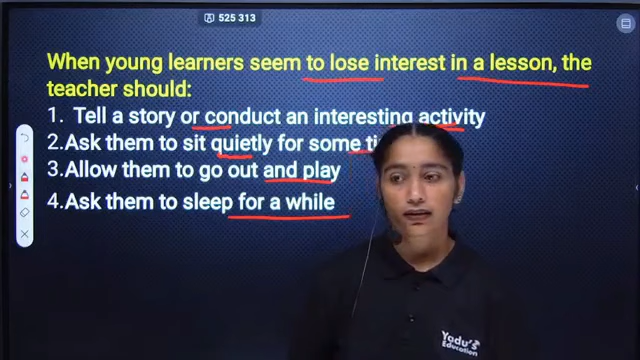 525 313
When young learners seem to lose interest in a lesson, the
teacher should:
1. Tell a story or conduct an interesting activity
2.Ask them to sit quietly for some ti
3.Allow them to go out and play
4.Ask them to sleep for a while
Yadu's
Education